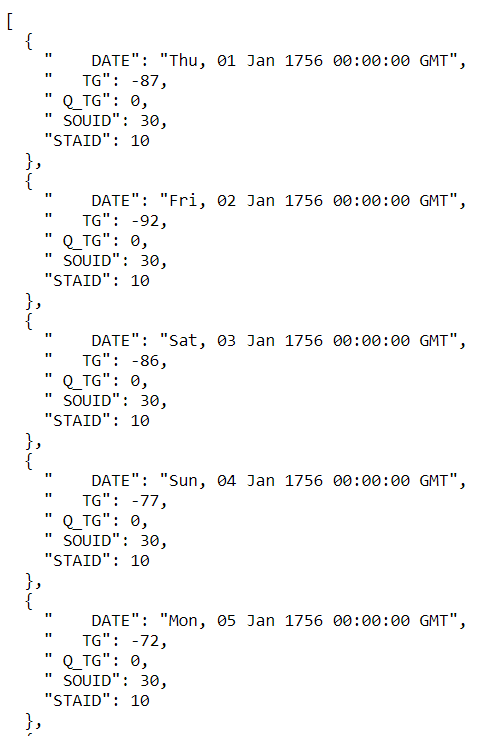 [
  {
    "    DATE": "Thu, 01 Jan 1756 00:00:00 GMT",
    "   TG": -87,
    " Q_TG": 0,
    " SOUID": 30,
    "STAID": 10
  },
  {
    "    DATE": "Fri, 02 Jan 1756 00:00:00 GMT",
    "   TG": -92,
    " Q_TG": 0,
    " SOUID": 30,
    "STAID": 10
  },
  {
    "    DATE": "Sat, 03 Jan 1756 00:00:00 GMT",
    "   TG": -86,
    " Q_TG": 0,
    " SOUID": 30,
    "STAID": 10
  },
  {
    "    DATE": "Sun, 04 Jan 1756 00:00:00 GMT",
    "   TG": -77,
    " Q_TG": 0,
    " SOUID": 30,
    "STAID": 10
  },
  {
    "    DATE": "Mon, 05 Jan 1756 00:00:00 GMT",
    "   TG": -72,
    " Q_TG": 0,
    " SOUID": 30,
    "STAID": 10
  },